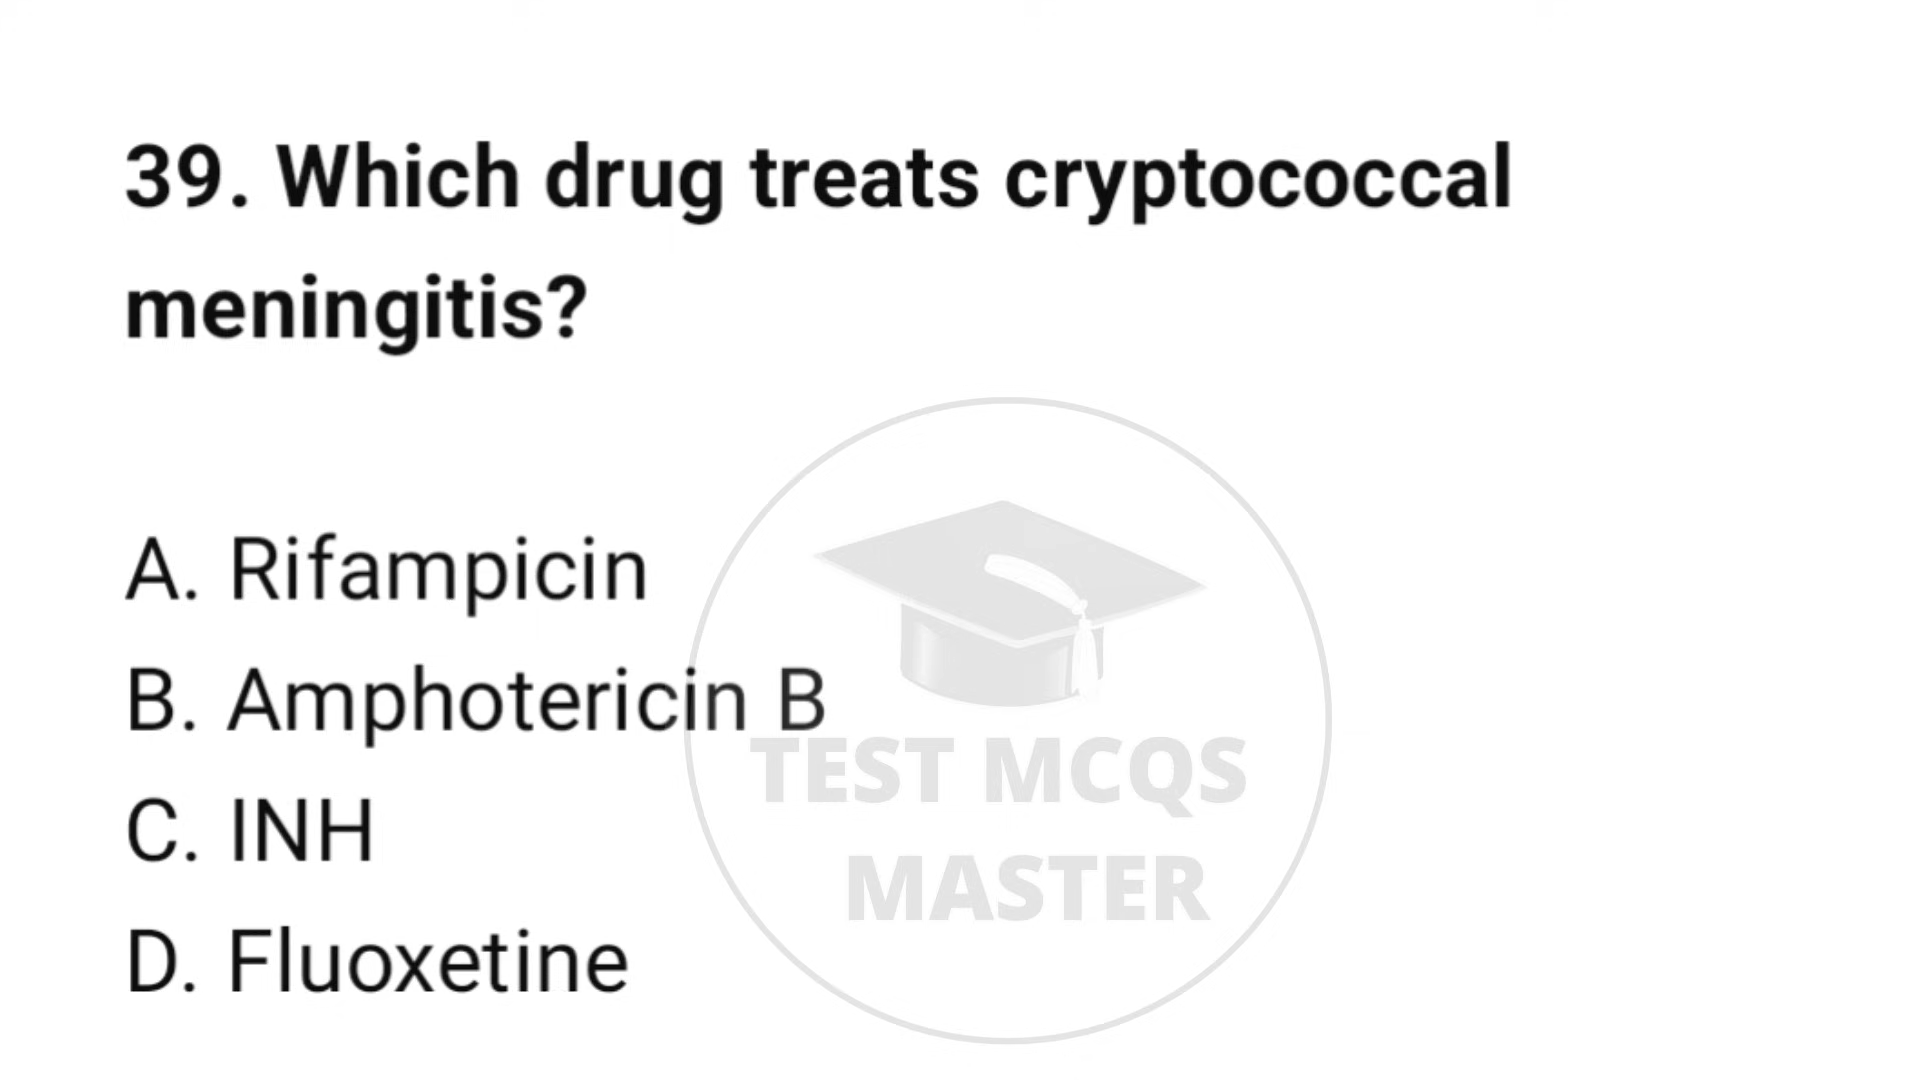 39. Which drug treats cryptococcal
meningitis?
A. Rifampicin
B. Amphotericin B
C. INH
D. Fluoxetine
TEST MCQS
MASTER